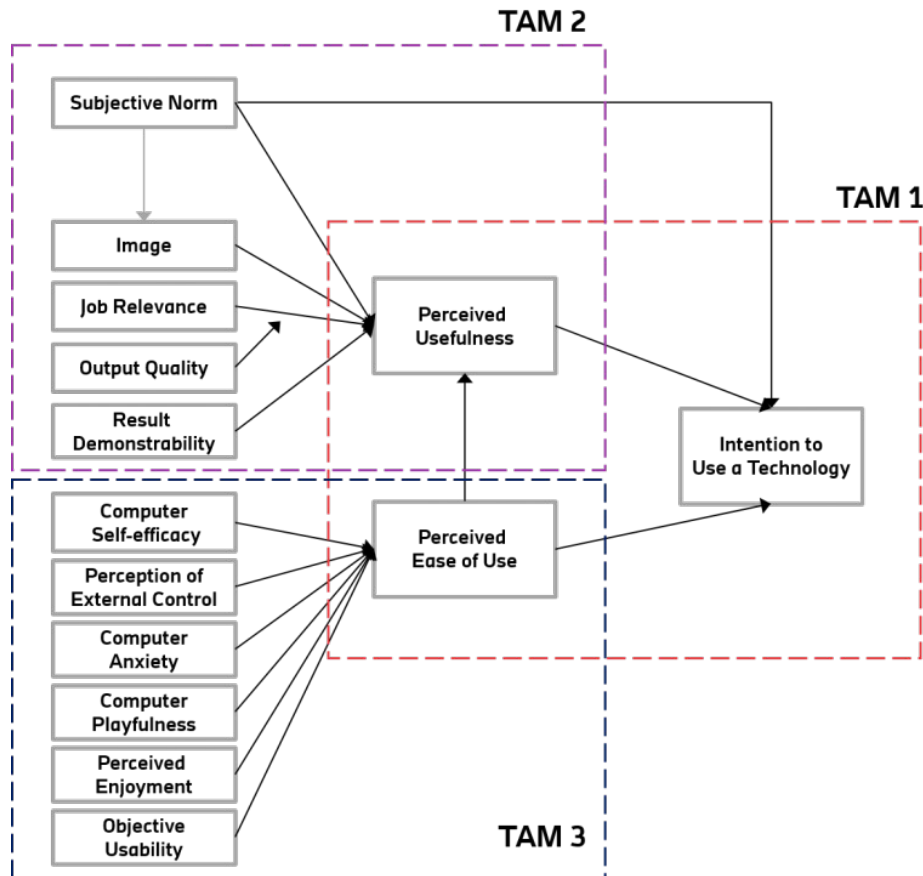 TAM 2
Subjective Norm
TAM 1
Image
Job Relevance
Perceived
Usefulness
Output Quality
Result
Demonstrability
Intention to
Use a Technology
Computer
Self-efficacy
Perceived
Ease of Use
Perception of
External Control
Computer
Anxiety
Computer
Playfulness
Perceived
Enjoyment
Objective
Usability
TAM 3